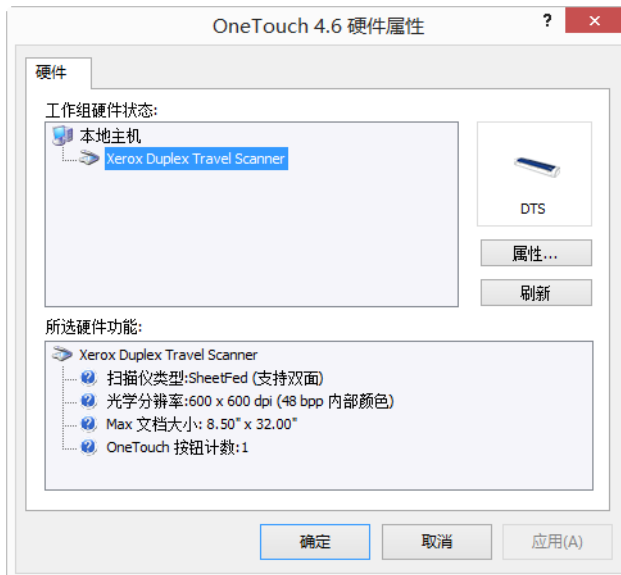 OneTouch 4.6 硬件属性
?
×
硬件
工作组硬件状态:
本地主机
Xerox Duplex Travel Scanner
DTS
属性...
刷新
所选硬件功能:
Xerox Duplex Travel Scanner
扫描仪类型:SheetFed (支持双面)
光学分辨率:600 x 600 dpi (48 bpp 内部颜色)
Max 文档大小: 8.50" x 32.00"
OneTouch 按钮计数:1
确定
取消
应用(A)